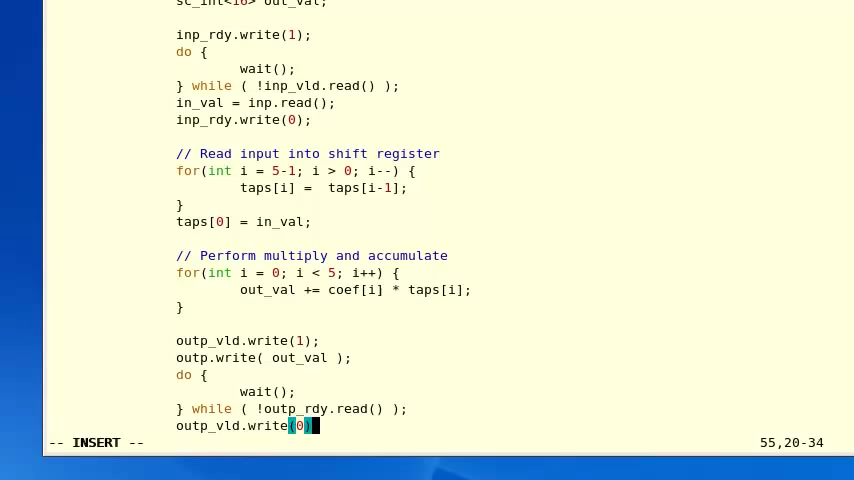 sc_int<16> out_val;
inp_rdy.write(1);
do {
wait();
} while ( !inp_vld.read() );
in_val = inp.read();
inp_rdy.write(0);
// Read input into shift register
for(int i = 5-1; i > 0; i--) {
taps[i] =  taps[i-1];
}
taps[0] = in_val;
// Perform multiply and accumulate
for(int i = 0; i < 5; i++) {
out_val += coef[i] * taps[i];
}
outp_vld.write(1);
outp.write( out_val );
do {
wait();
} while ( !outp_rdy.read() );
outp_vld.write(0)
-- INSERT -- 55,20-34